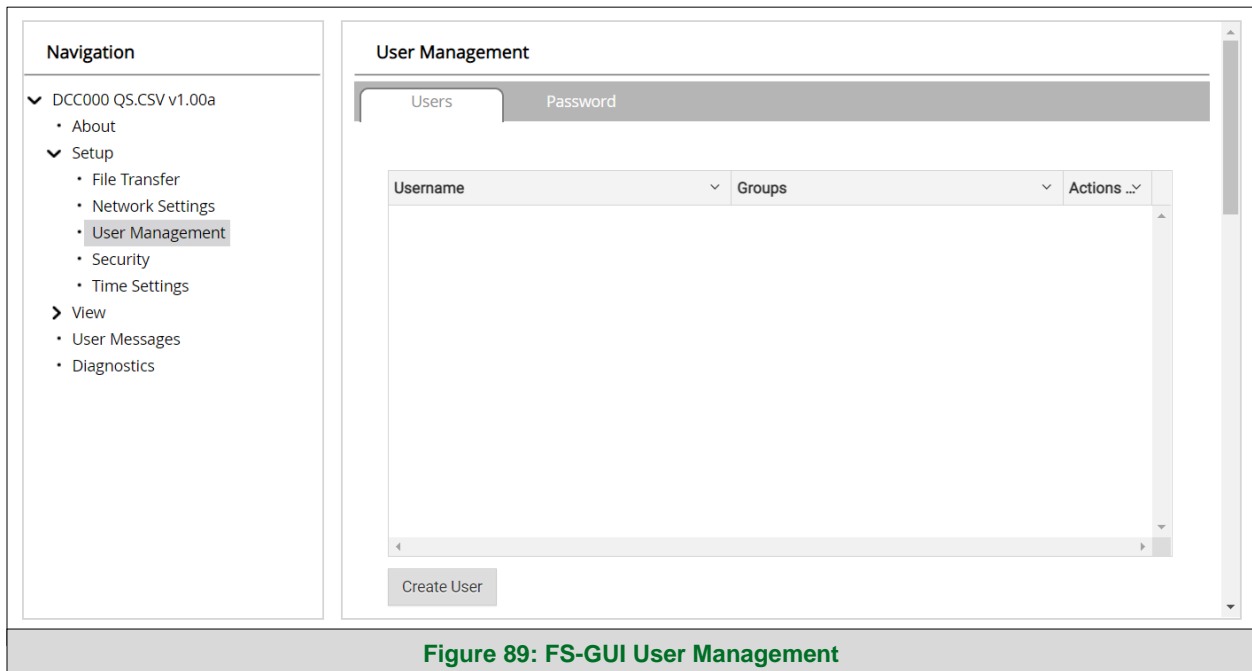 Navigation
DCC000 QS.CSV v1.00a
About
Setup
File Transfer
Network Settings
User Management
Security
Time Settings
View
User Messages
Diagnostics
User Management
Users Password
Username Groups Actions ...
Create User
Figure 89: FS-GUI User Management